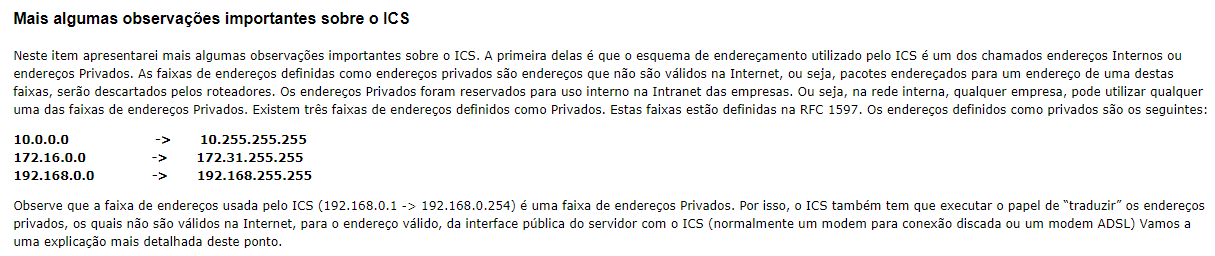 Mais algumas observações importantes sobre o ICS
Neste item apresentarei mais algumas observações importantes sobre o ICS. A primeira delas é que o esquema de endereçamento utilizado pelo ICS é um dos chamados endereços Internos ou
endereços Privados. As faixas de endereços definidas como endereços privados são endereços que não são válidos na Internet, ou seja, pacotes endereçados para um endereço de uma destas
faixas, serão descartados pelos roteadores. Os endereços Privados foram reservados para uso interno na Intranet das empresas. Ou seja, na rede interna, qualquer empresa, pode utilizar qualquer
uma das faixas de endereços Privados. Existem três faixas de endereços definidos como Privados. Estas faixas estão definidas na RFC 1597. Os endereços definidos como privados são os seguintes:
10.0.0.0 -> 10.255.255.255
172.16.0.0 -> 172.31.255.255
192.168.0.0 -> 192.168.255.255
Observe que a faixa de endereços usada pelo ICS (192.168.0.1 -> 192.168.0.254) é uma faixa de endereços Privados. Por isso, o ICS também tem que executar o papel de “traduzir” os endereços
privados, os quais não são válidos na Internet, para o endereço válido, da interface pública do servidor com o ICS (normalmente um modem para conexão discada ou um modem ADSL) Vamos a
uma explicação mais detalhada deste ponto.